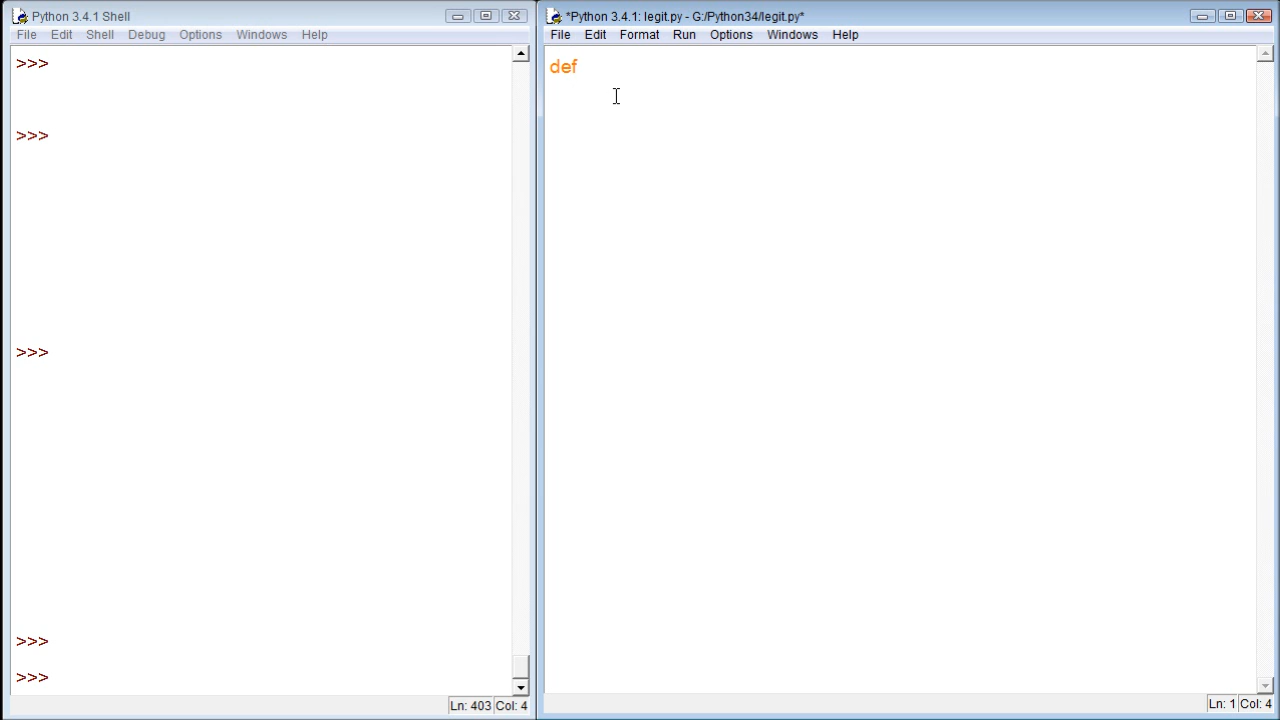 Python 3.4.1 Shell
File Edit Shell Debug Options Windows Help
>>>
>>>
>>>
>>>
>>>
Ln: 403 Col: 4
*Python 3.4.1: legit.py - G:/Python34/legit.py*
File Edit Format Run Options Windows Help
def
Ln: 1 Col: 4